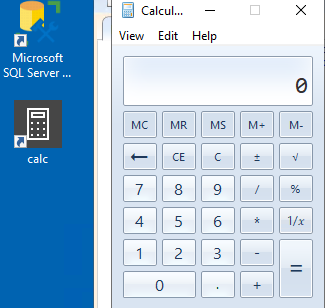 Microsoft
SQL Server ...
calc
Calcul...
View Edit Help
0
MC MR MS M+ M-
← CE C ± √
7 8 9 / %
4 5 6 * 1/x
1 2 3 - =
0 . +